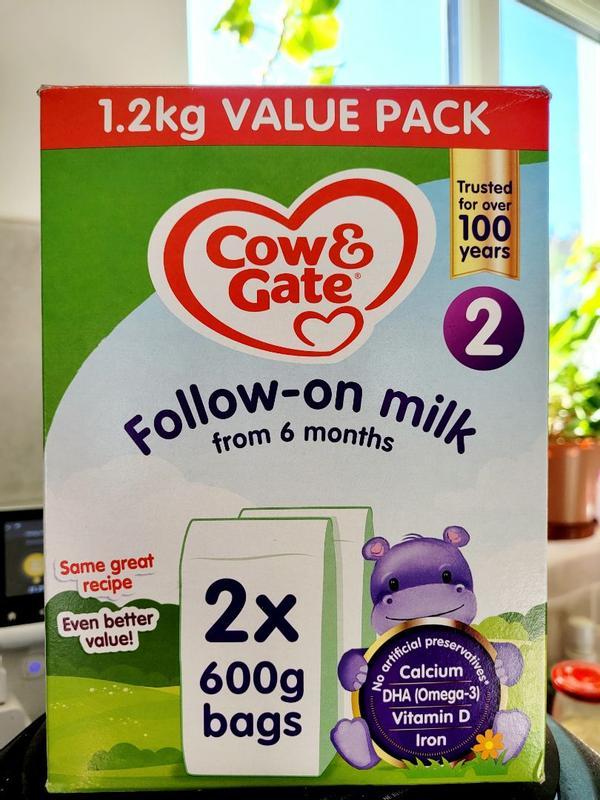 1.2kg VALUE PACK
Trusted
for over
100
years
Cow &
Gate®
2
Follow-on milk
from 6 months
Same great
recipe
Even better
value!
2x
600g
bags
No artificial preservatives*
Calcium
DHA (Omega-3)
Vitamin D
Iron